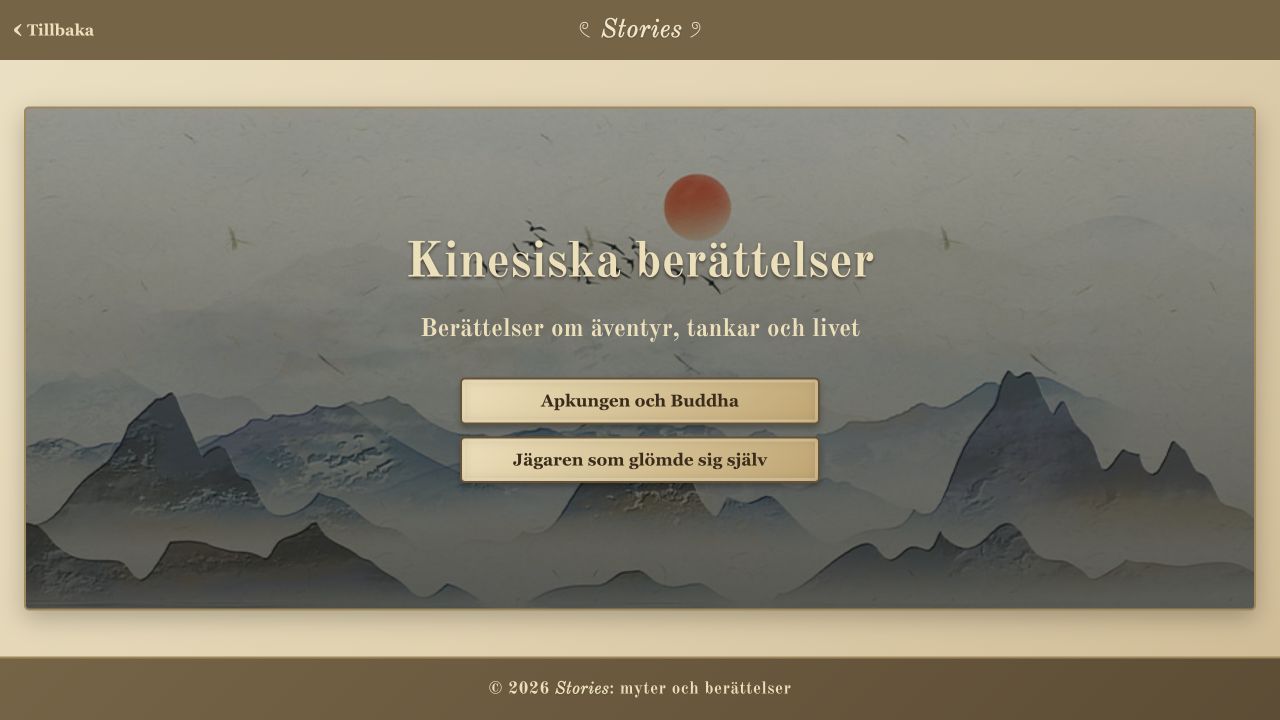 Tillbaka
Stories
Kinesiska berättelser
Berättelser om äventyr, tankar och livet
Apkungen och Buddha
Jägaren som glömde sig själv
© 2026 Stories: myter och berättelser